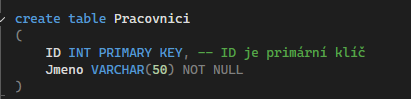 create table Pracovnici
(
    ID INT PRIMARY KEY, -- ID je primární klíč
    Jmeno VARCHAR(50) NOT NULL
)